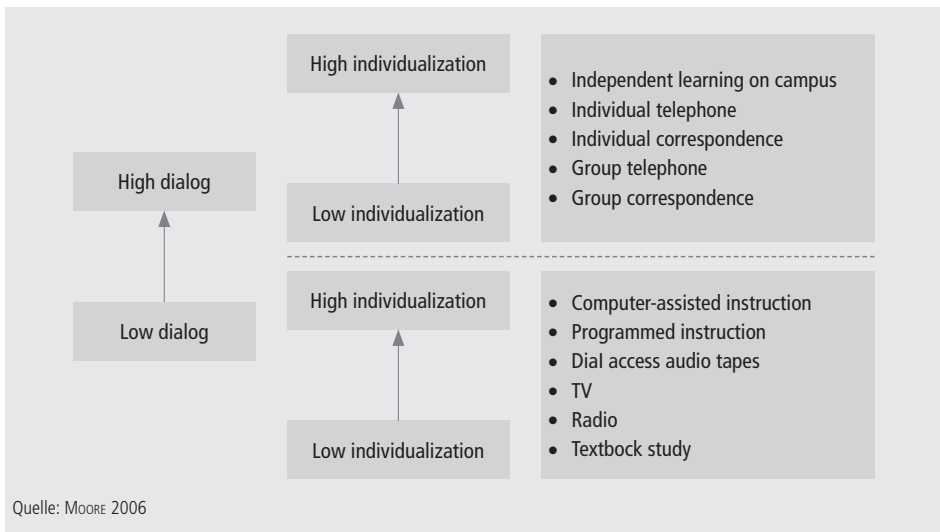 High individualization
• Independent learning on campus
• Individual telephone
• Individual correspondence
• Group telephone
• Group correspondence
High dialog
Low individualization
High individualization
• Computer-assisted instruction
• Programmed instruction
• Dial access audio tapes
• TV
• Radio
• Textbock study
Low dialog
Low individualization
Quelle: MOORE 2006